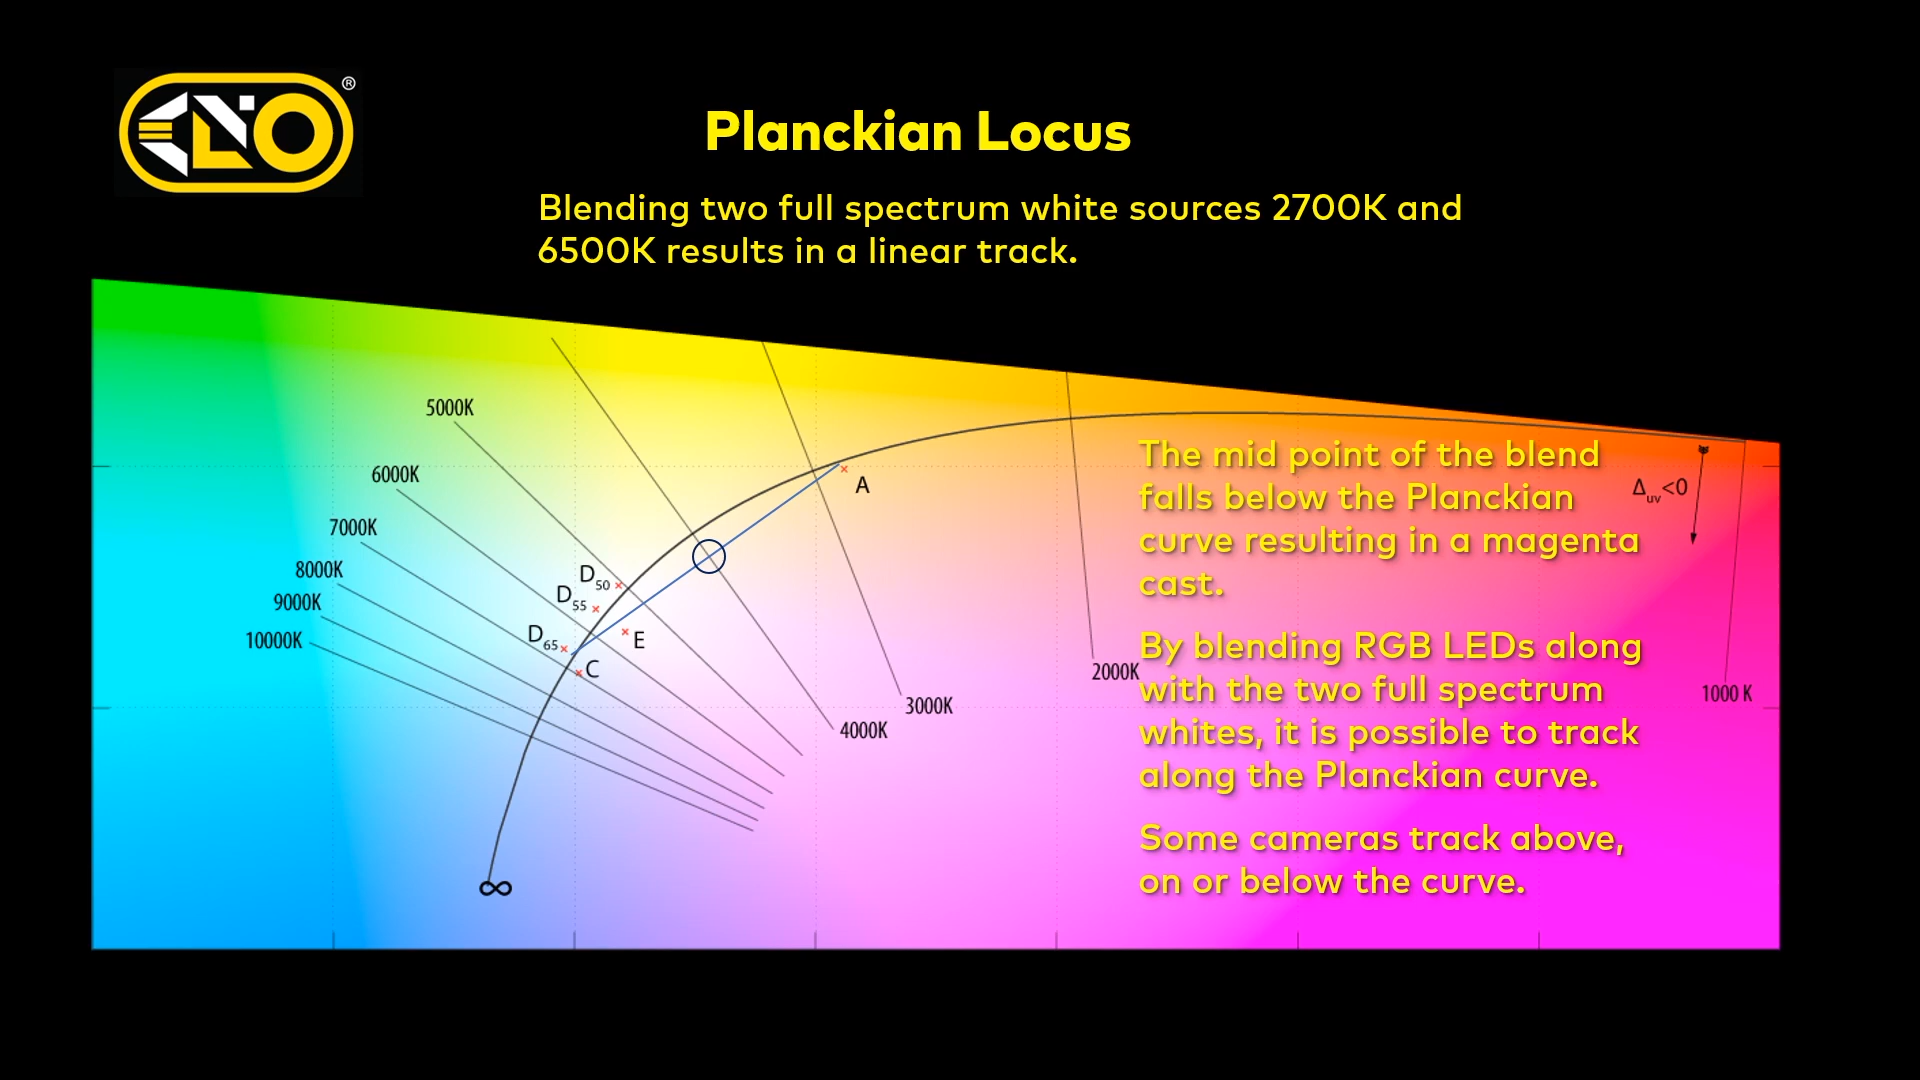 KINO
®
Planckian Locus
Blending two full spectrum white sources 2700K and
6500K results in a linear track.
5000K
6000K
7000K
8000K
9000K
10000K
A
D50
D55
D65
E
C
∞
4000K
3000K
2000K
1000 K
Δuv<0
The mid point of the blend
falls below the Planckian
curve resulting in a magenta
cast.
By blending RGB LEDs along
with the two full spectrum
whites, it is possible to track
along the Planckian curve.
Some cameras track above,
on or below the curve.